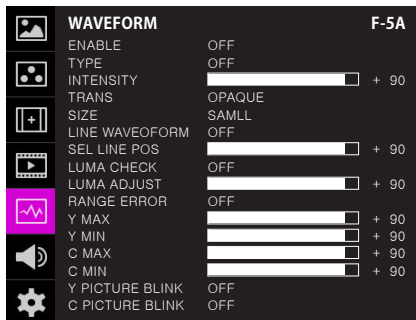 WAVEFORM F-5A
ENABLE OFF
TYPE OFF
INTENSITY + 90
TRANS OPAQUE
SIZE SAMLL
LINE WAVEOFORM OFF
SEL LINE POS + 90
LUMA CHECK OFF
LUMA ADJUST + 90
RANGE ERROR OFF
Y MAX + 90
Y MIN + 90
C MAX + 90
C MIN + 90
Y PICTURE BLINK OFF
C PICTURE BLINK OFF